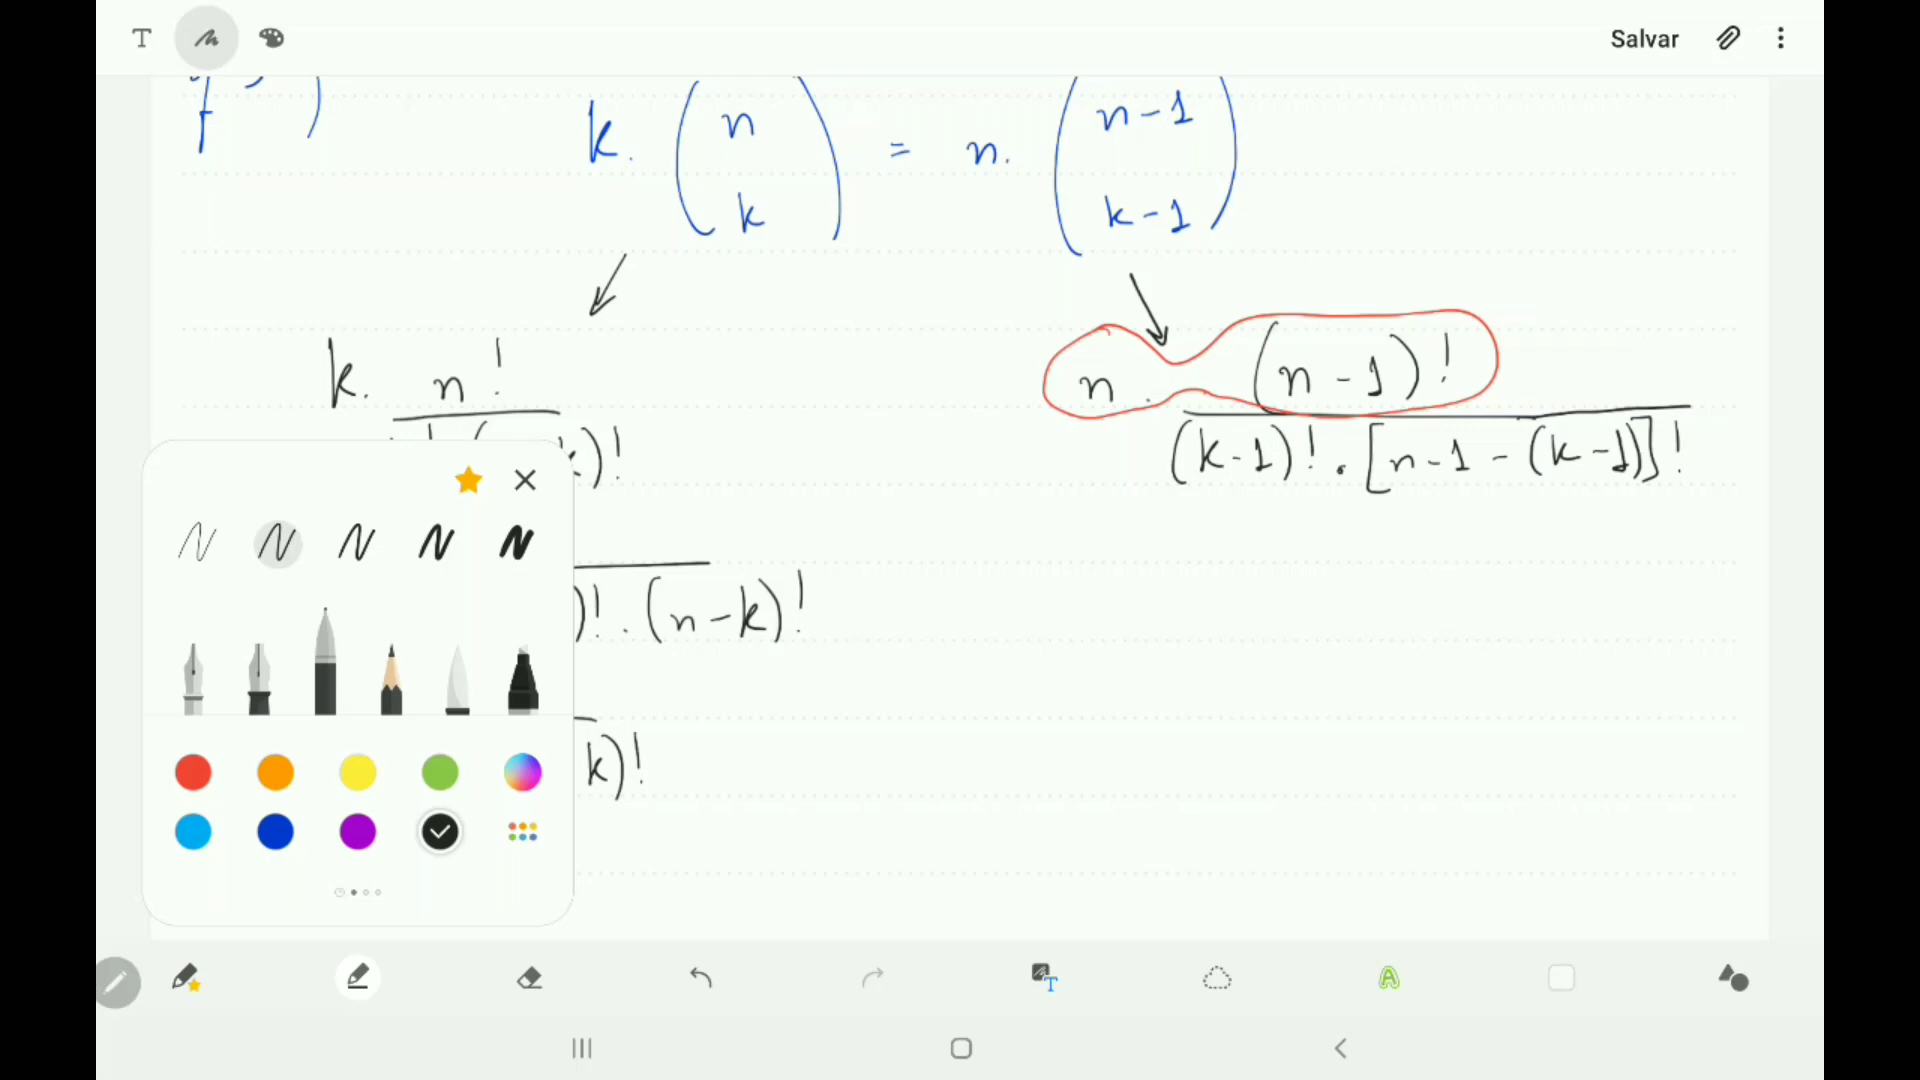 T Salvar
k. (n k) = n. (n-1 k-1)
k. n! n. (n-1)!
k)! (k-1)! . [n-1-(k-1)]!
)! . (n-k)!
k)!
A